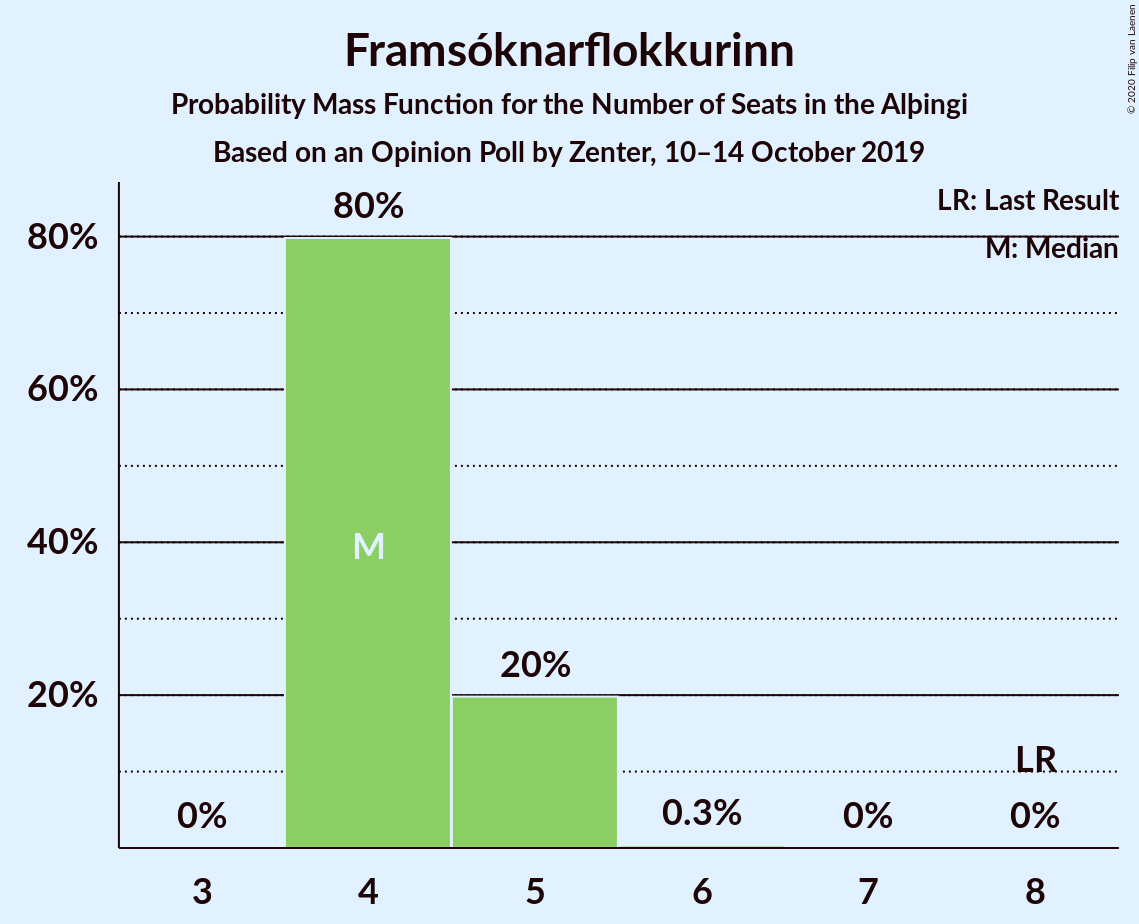 Framsóknarflokkurinn
Probability Mass Function for the Number of Seats in the Alþingi
Based on an Opinion Poll by Zenter, 10–14 October 2019
© 2020 Filip van Laenen
LR: Last Result
M: Median
80%
60%
40%
20%
0%
80%
M
20%
0.3%
0%
LR
0%
3
4
5
6
7
8